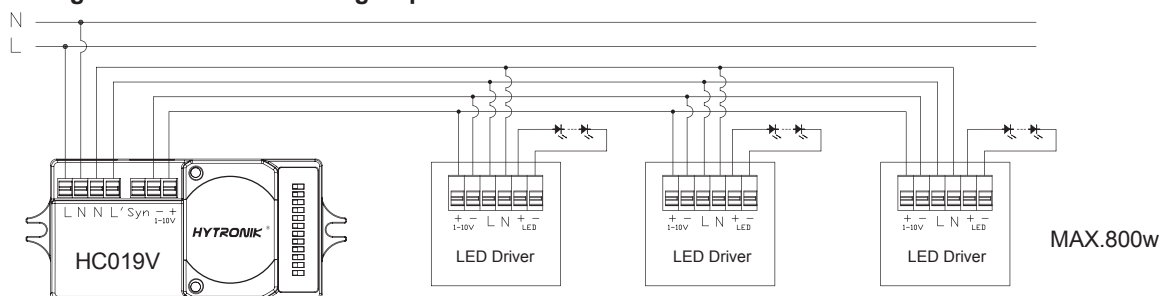 N
L
L N N L' Syn - +
1-10V
HYTRONIK ®
HC019V
+ - L N + -
1-10V LED
LED Driver
+ - L N + -
1-10V LED
LED Driver
+ - L N + -
1-10V LED
LED Driver
MAX.800w